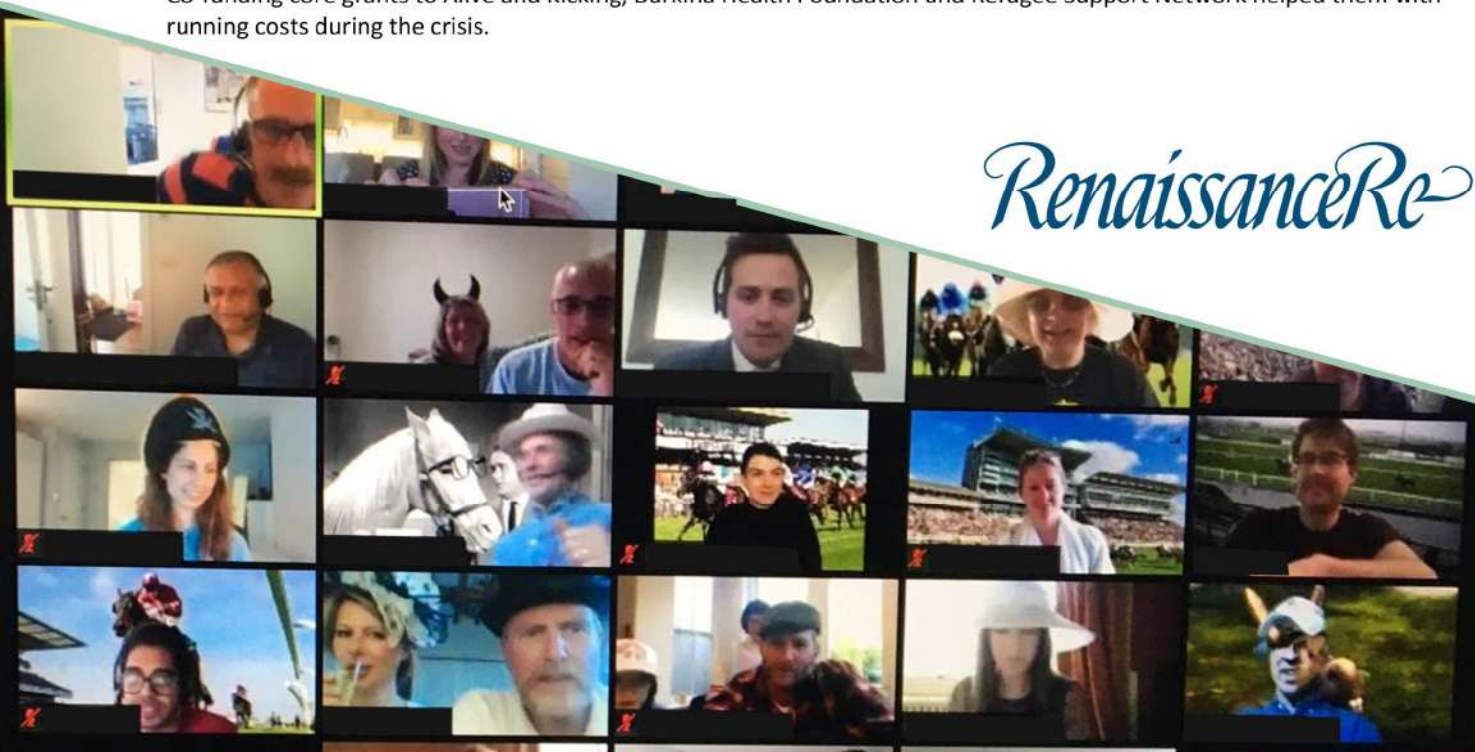 Co-funding core grants to Alive and Kicking, Burkina Health Foundation and Refugee Support Network helped them with
running costs during the crisis.
RenaissanceRe